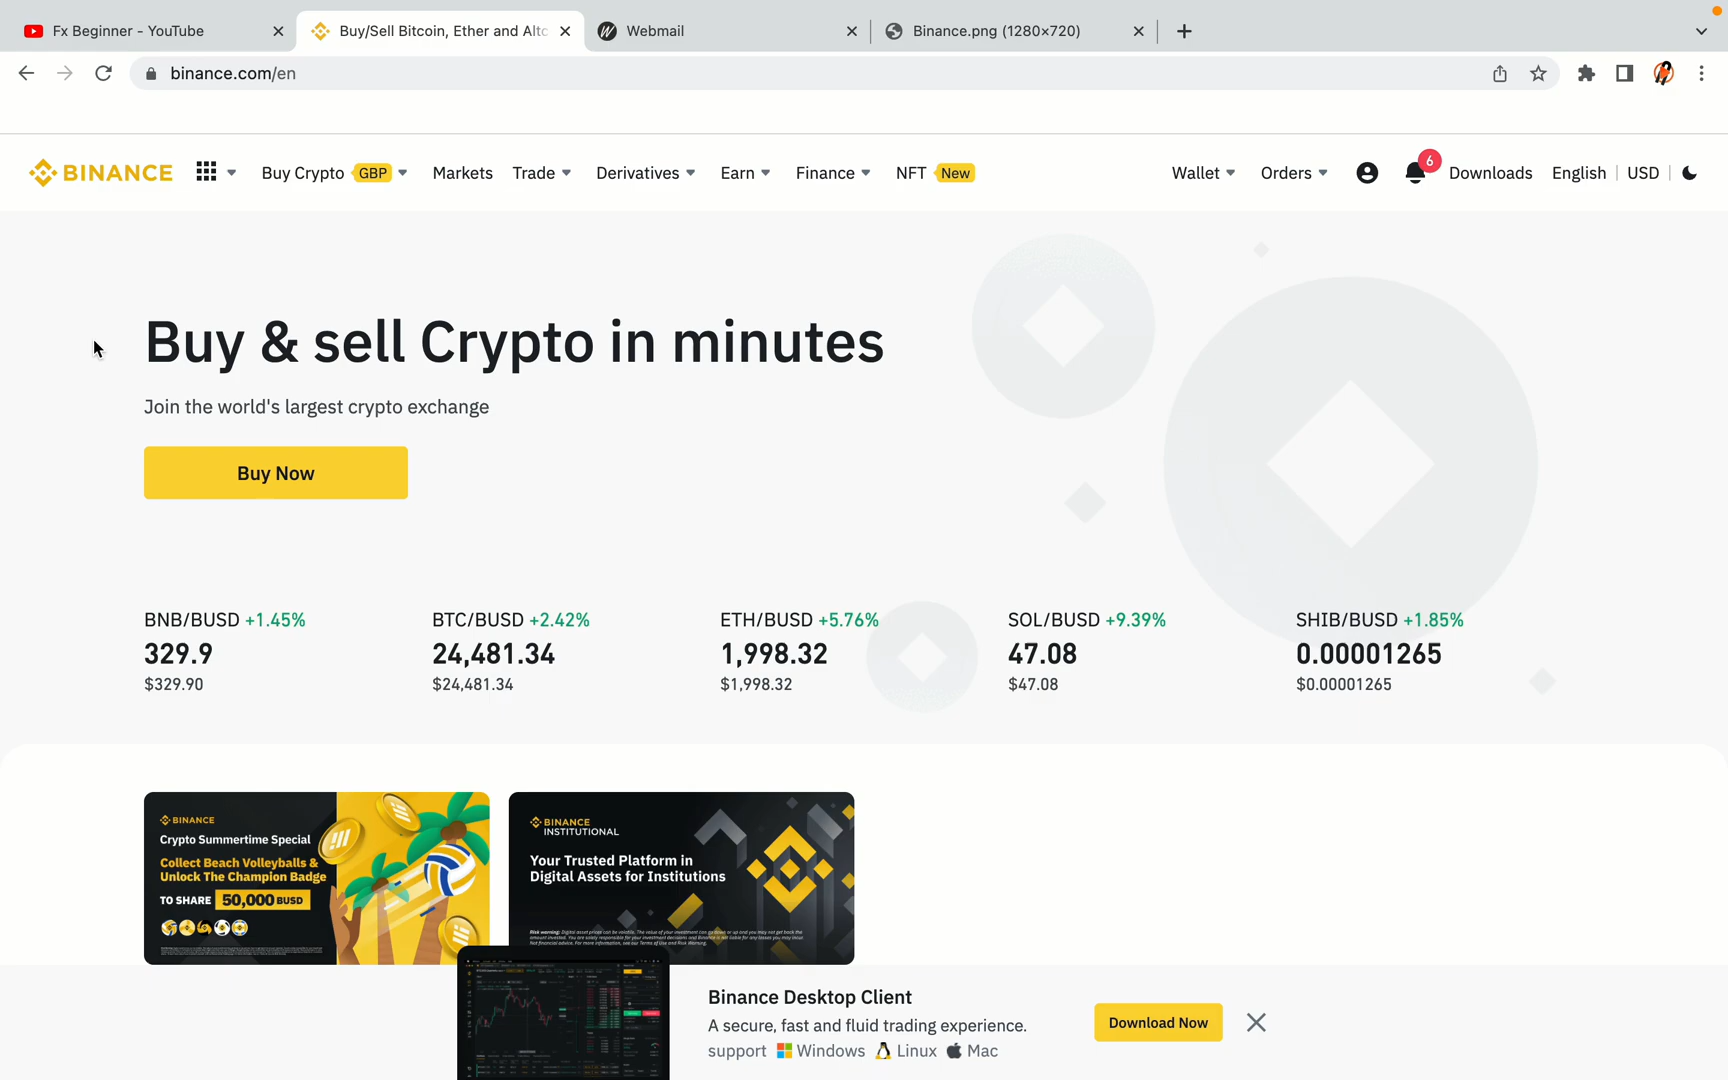 Fx Beginner - YouTube
Buy/Sell Bitcoin, Ether and Altc
Webmail
Binance.png (1280×720)
binance.com/en
BINANCE
Buy Crypto GBP
Markets
Trade
Derivatives
Earn
Finance
NFT New
Wallet
Orders
6
Downloads
English
USD
Buy & sell Crypto in minutes
Join the world's largest crypto exchange
Buy Now
BNB/BUSD +1.45%
329.9
$329.90
BTC/BUSD +2.42%
24,481.34
$24,481.34
ETH/BUSD +5.76%
1,998.32
$1,998.32
SOL/BUSD +9.39%
47.08
$47.08
SHIB/BUSD +1.85%
0.00001265
$0.00001265
BINANCE
Crypto Summertime Special
Collect Beach Volleyballs &
Unlock The Champion Badge
TO SHARE 50,000 BUSD
BINANCE
INSTITUTIONAL
Your Trusted Platform in
Digital Assets for Institutions
Binance Desktop Client
A secure, fast and fluid trading experience.
support Windows Linux Mac
Download Now